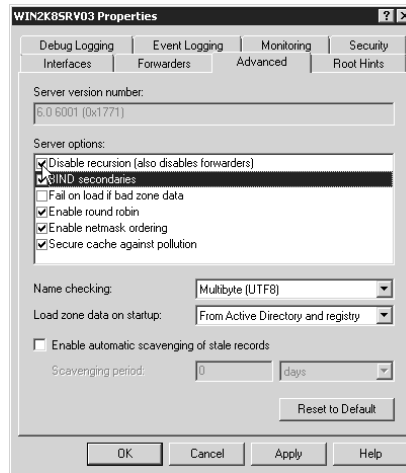 WIN2K8SRV03 Properties
Debug Logging Event Logging Monitoring Security
Interfaces Forwarders Advanced Root Hints
Server version number:
6.0 6001 (0x1771)
Server options:
Disable recursion (also disables forwarders)
BIND secondaries
Fail on load if bad zone data
Enable round robin
Enable netmask ordering
Secure cache against pollution
Name checking: Multibyte (UTF8)
Load zone data on startup: From Active Directory and registry
Enable automatic scavenging of stale records
Scavenging period: 0 days
Reset to Default
OK Cancel Apply Help